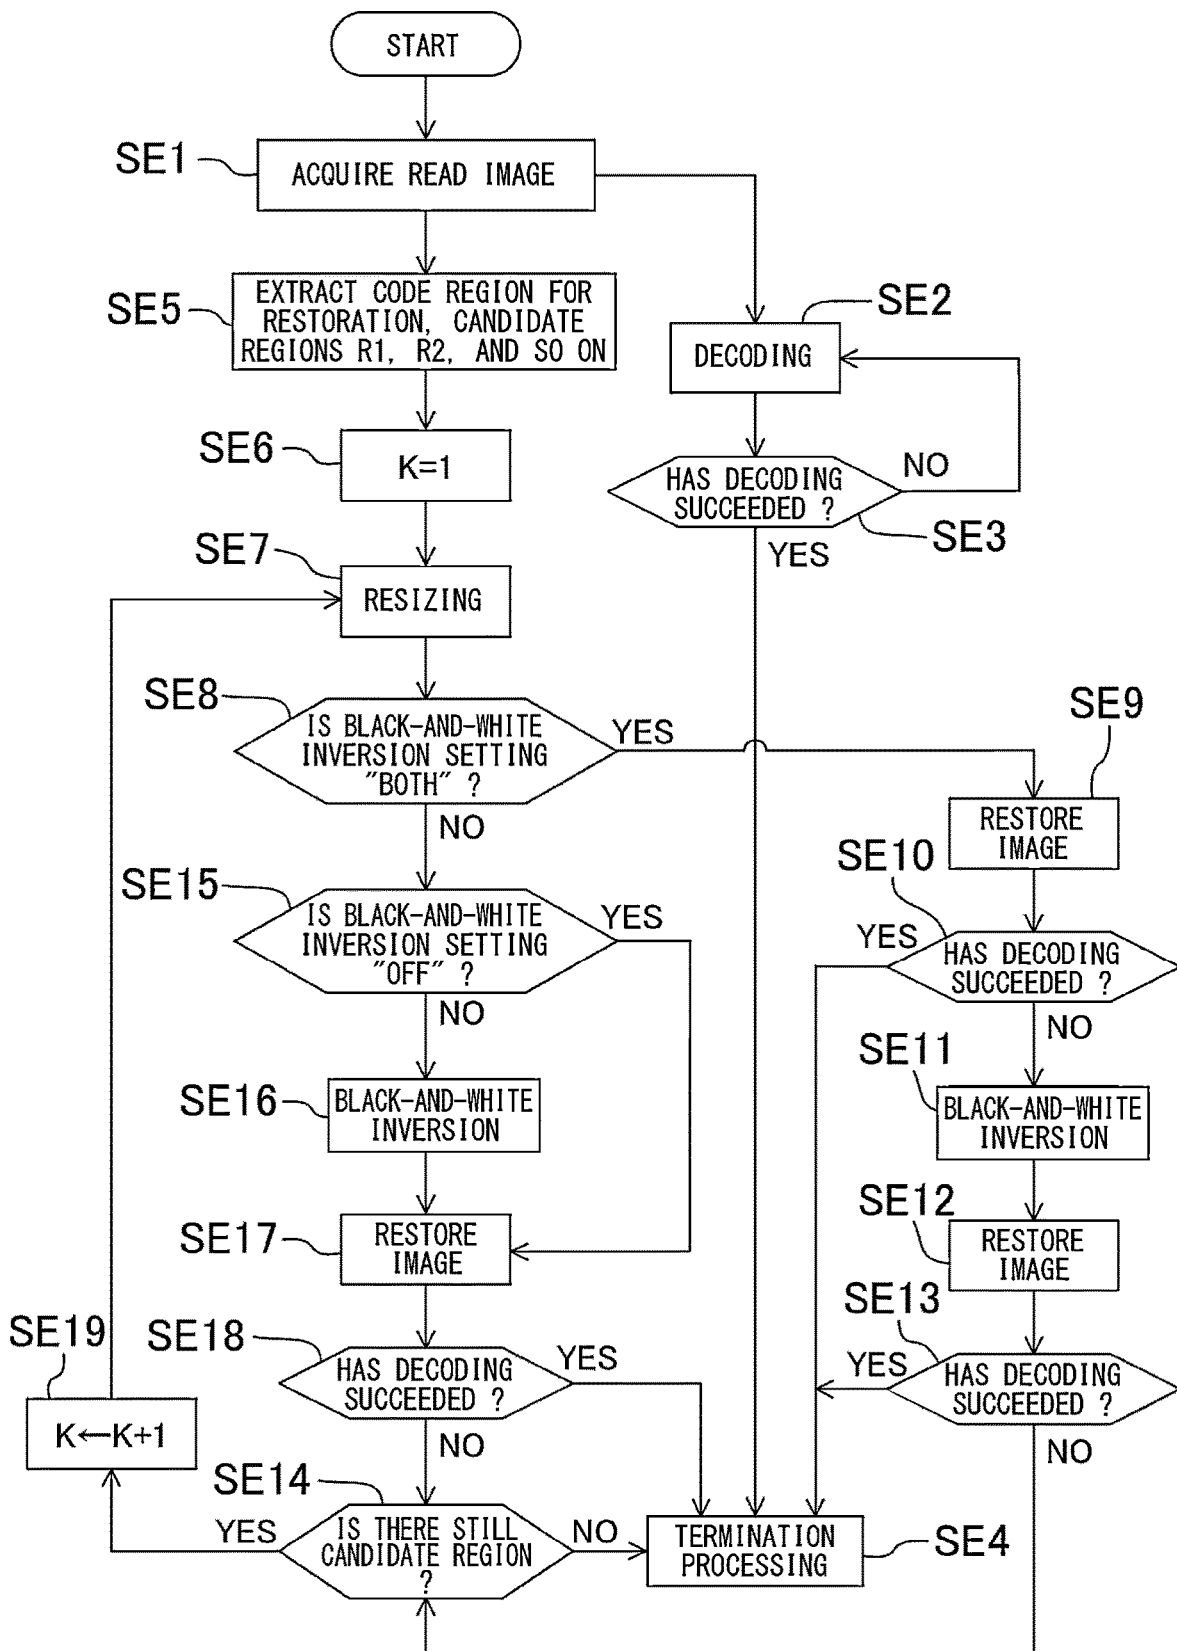 START
SE1
ACQUIRE READ IMAGE
SE5
EXTRACT CODE REGION FOR
RESTORATION, CANDIDATE
REGIONS R1, R2, AND SO ON
SE2
DECODING
SE6
K=1
HAS DECODING
SUCCEEDED ?
NO
SE3
YES
SE7
RESIZING
SE8
IS BLACK-AND-WHITE
INVERSION SETTING
"BOTH" ?
YES
NO
SE9
RESTORE
IMAGE
SE10
HAS DECODING
SUCCEEDED ?
YES
NO
SE15
IS BLACK-AND-WHITE
INVERSION SETTING
"OFF" ?
YES
NO
SE11
BLACK-AND-WHITE
INVERSION
SE16
BLACK-AND-WHITE
INVERSION
SE12
RESTORE
IMAGE
SE17
RESTORE
IMAGE
SE13
HAS DECODING
SUCCEEDED ?
YES
NO
SE18
HAS DECODING
SUCCEEDED ?
YES
NO
SE19
K←K+1
SE14
IS THERE STILL
CANDIDATE REGION
?
YES
NO
TERMINATION
PROCESSING
SE4